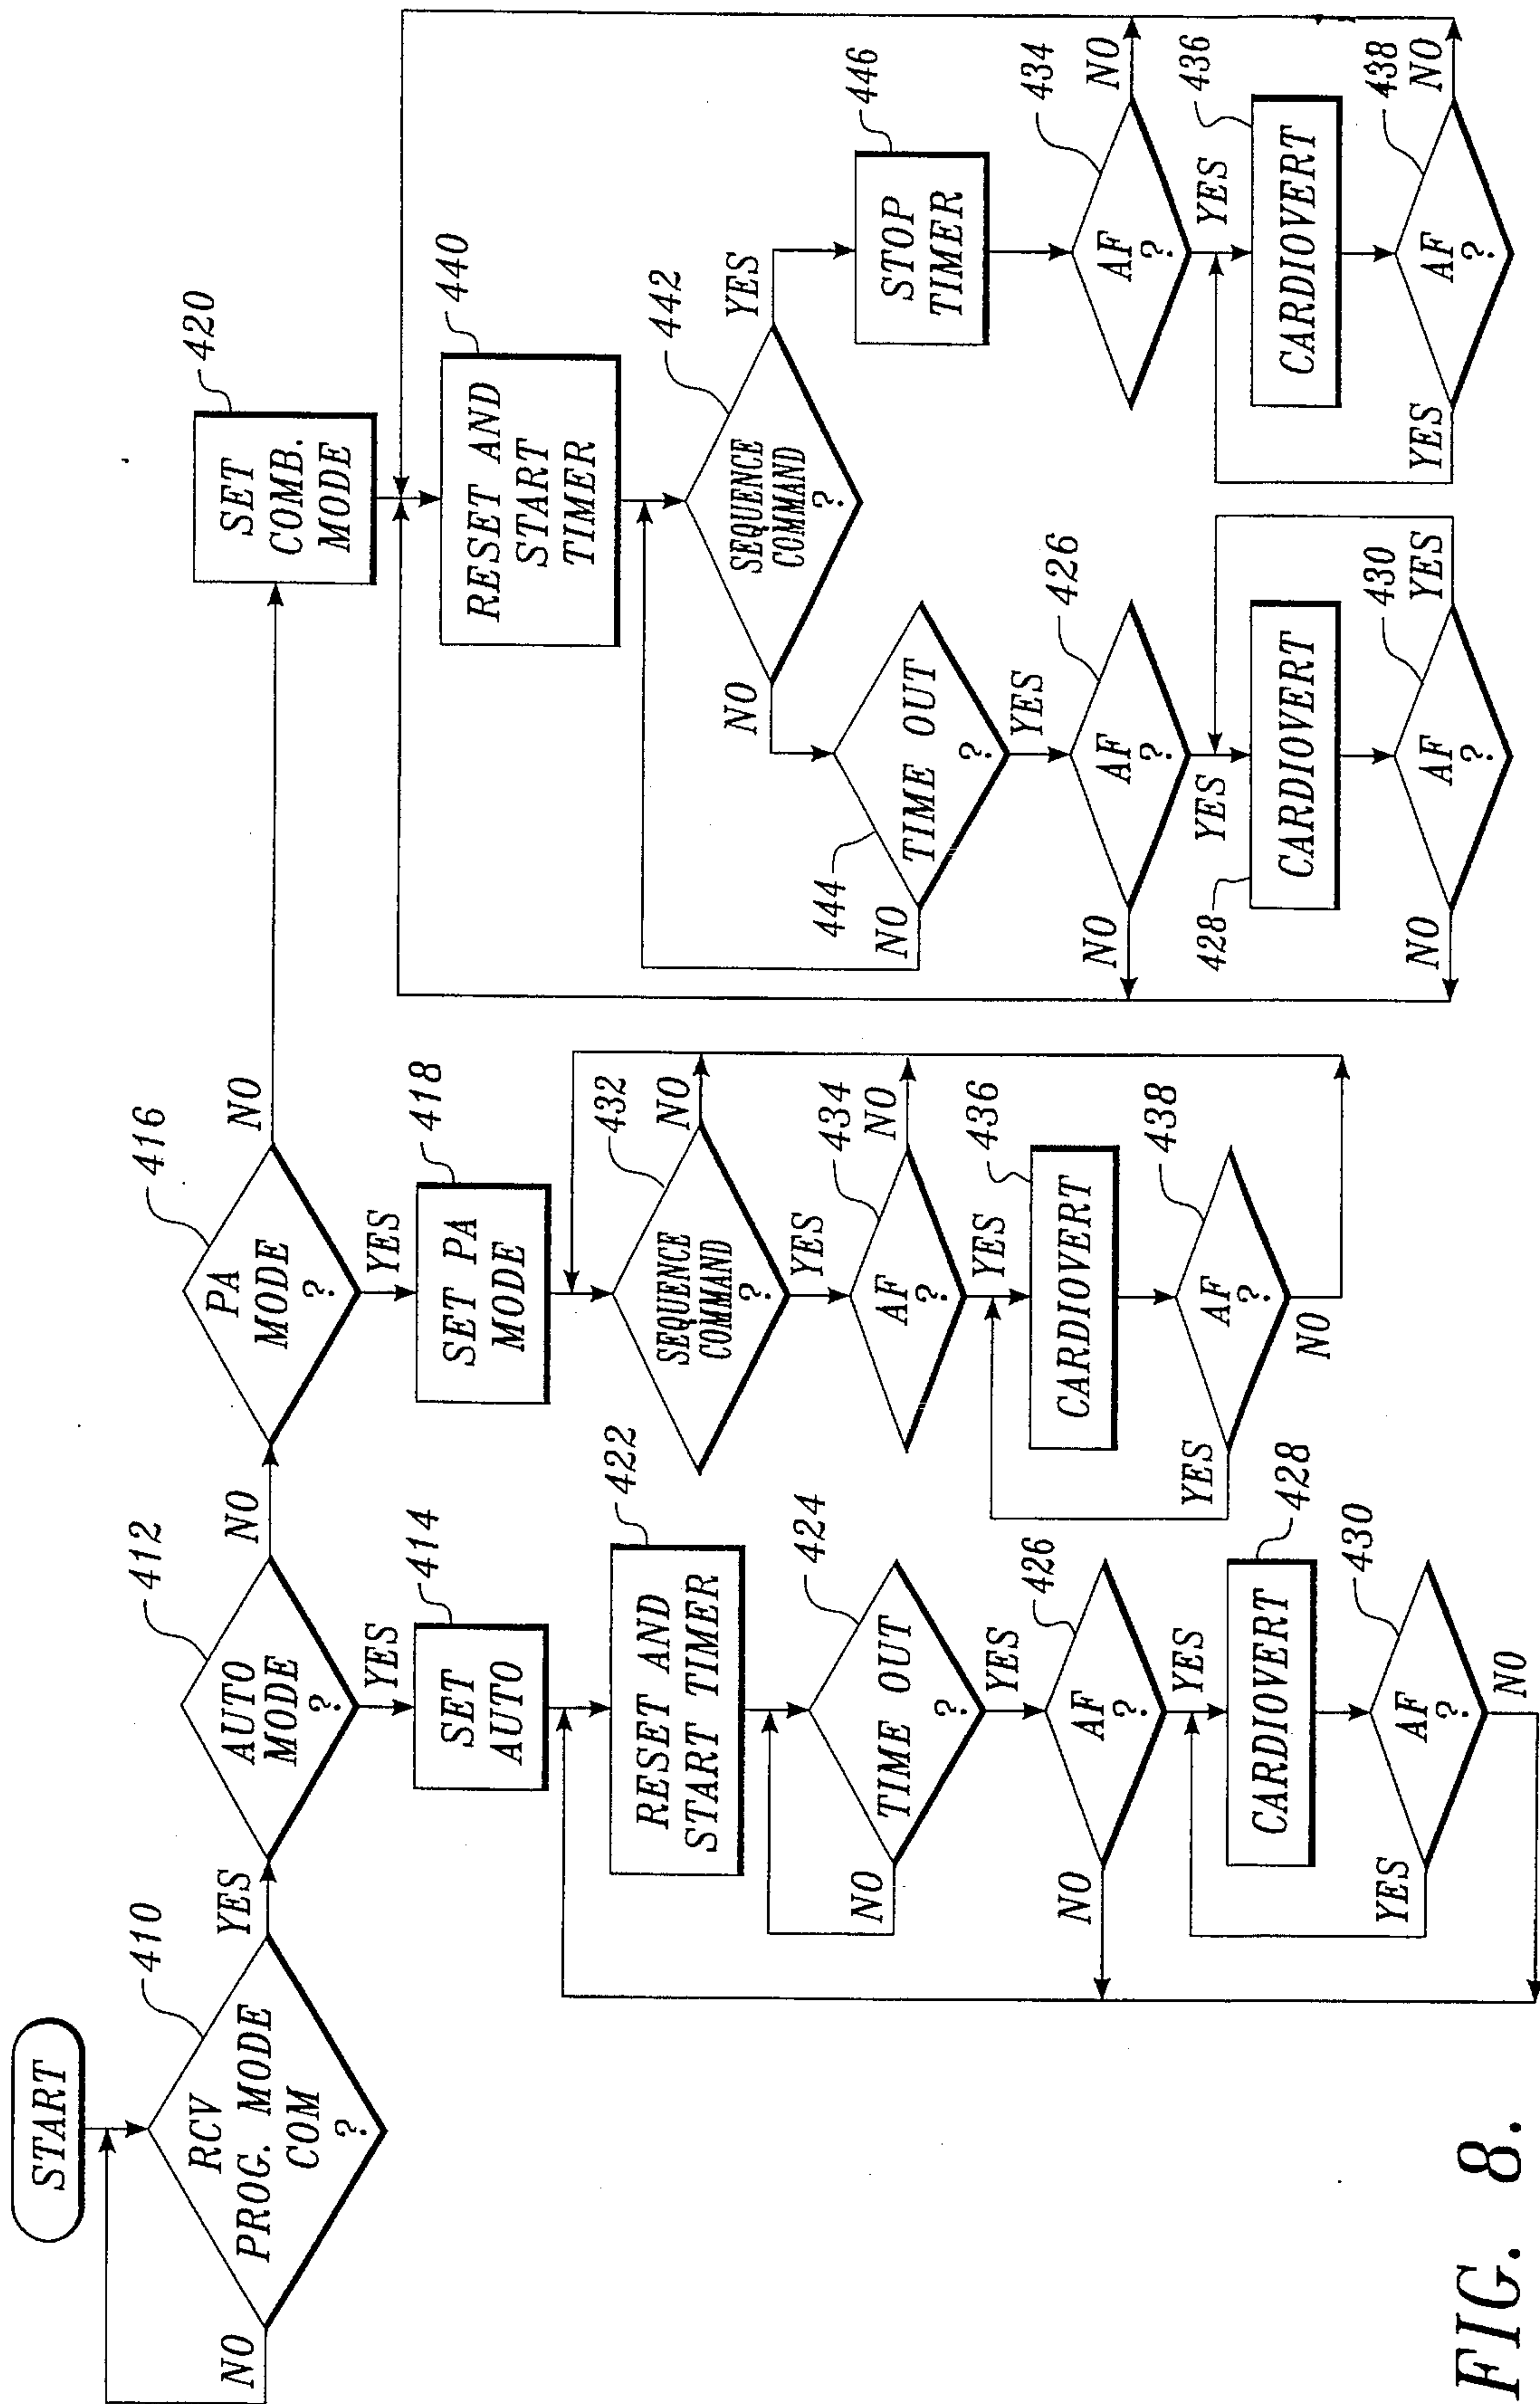 START
410
RCV
PROG. MODE
COM
?
NO
YES
412
AUTO
MODE
?
NO
YES
414
SET
AUTO
422
RESET AND
START TIMER
424
TIME OUT
?
NO
YES
426
AF
?
NO
YES
428
CARDIOVERT
430
AF
?
YES
NO
416
PA
MODE
?
NO
YES
418
SET PA
MODE
432
SEQUENCE
COMMAND
?
NO
YES
434
AF
?
NO
YES
436
CARDIOVERT
438
AF
?
YES
NO
420
SET
COMB.
MODE
440
RESET AND
START
TIMER
442
SEQUENCE
COMMAND
?
NO
YES
444
TIME OUT
?
NO
YES
426
AF
?
NO
YES
428
CARDIOVERT
430
AF
?
NO
YES
446
STOP
TIMER
434
AF
?
NO
YES
436
CARDIOVERT
438
AF
?
YES
NO
FIG. 8.